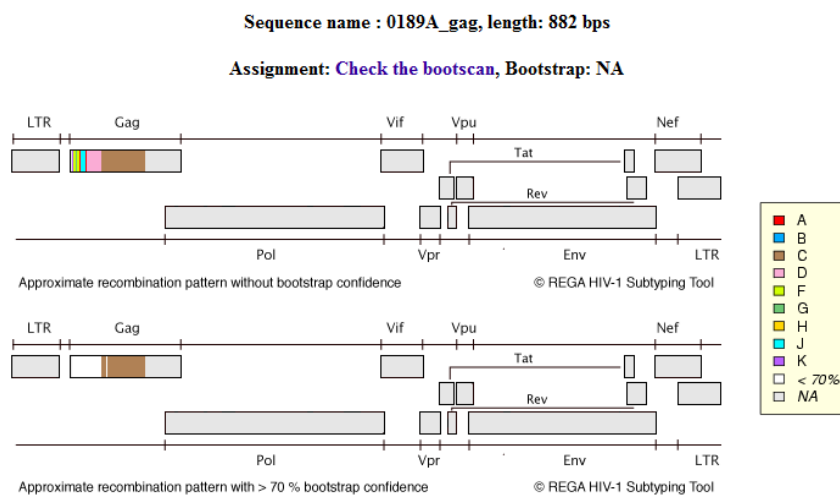 Sequence name : 0189A_gag, length: 882 bps
Assignment: Check the bootscan, Bootstrap: NA
LTR Gag Vif Vpu Nef
Tat
Rev
Pol Vpr Env LTR
Approximate recombination pattern without bootstrap confidence © REGA HIV-1 Subtyping Tool
LTR Gag Vif Vpu Nef
Tat
Rev
Pol Vpr Env LTR
Approximate recombination pattern with > 70 % bootstrap confidence © REGA HIV-1 Subtyping Tool
A
B
C
D
F
G
H
J
K
< 70%
NA